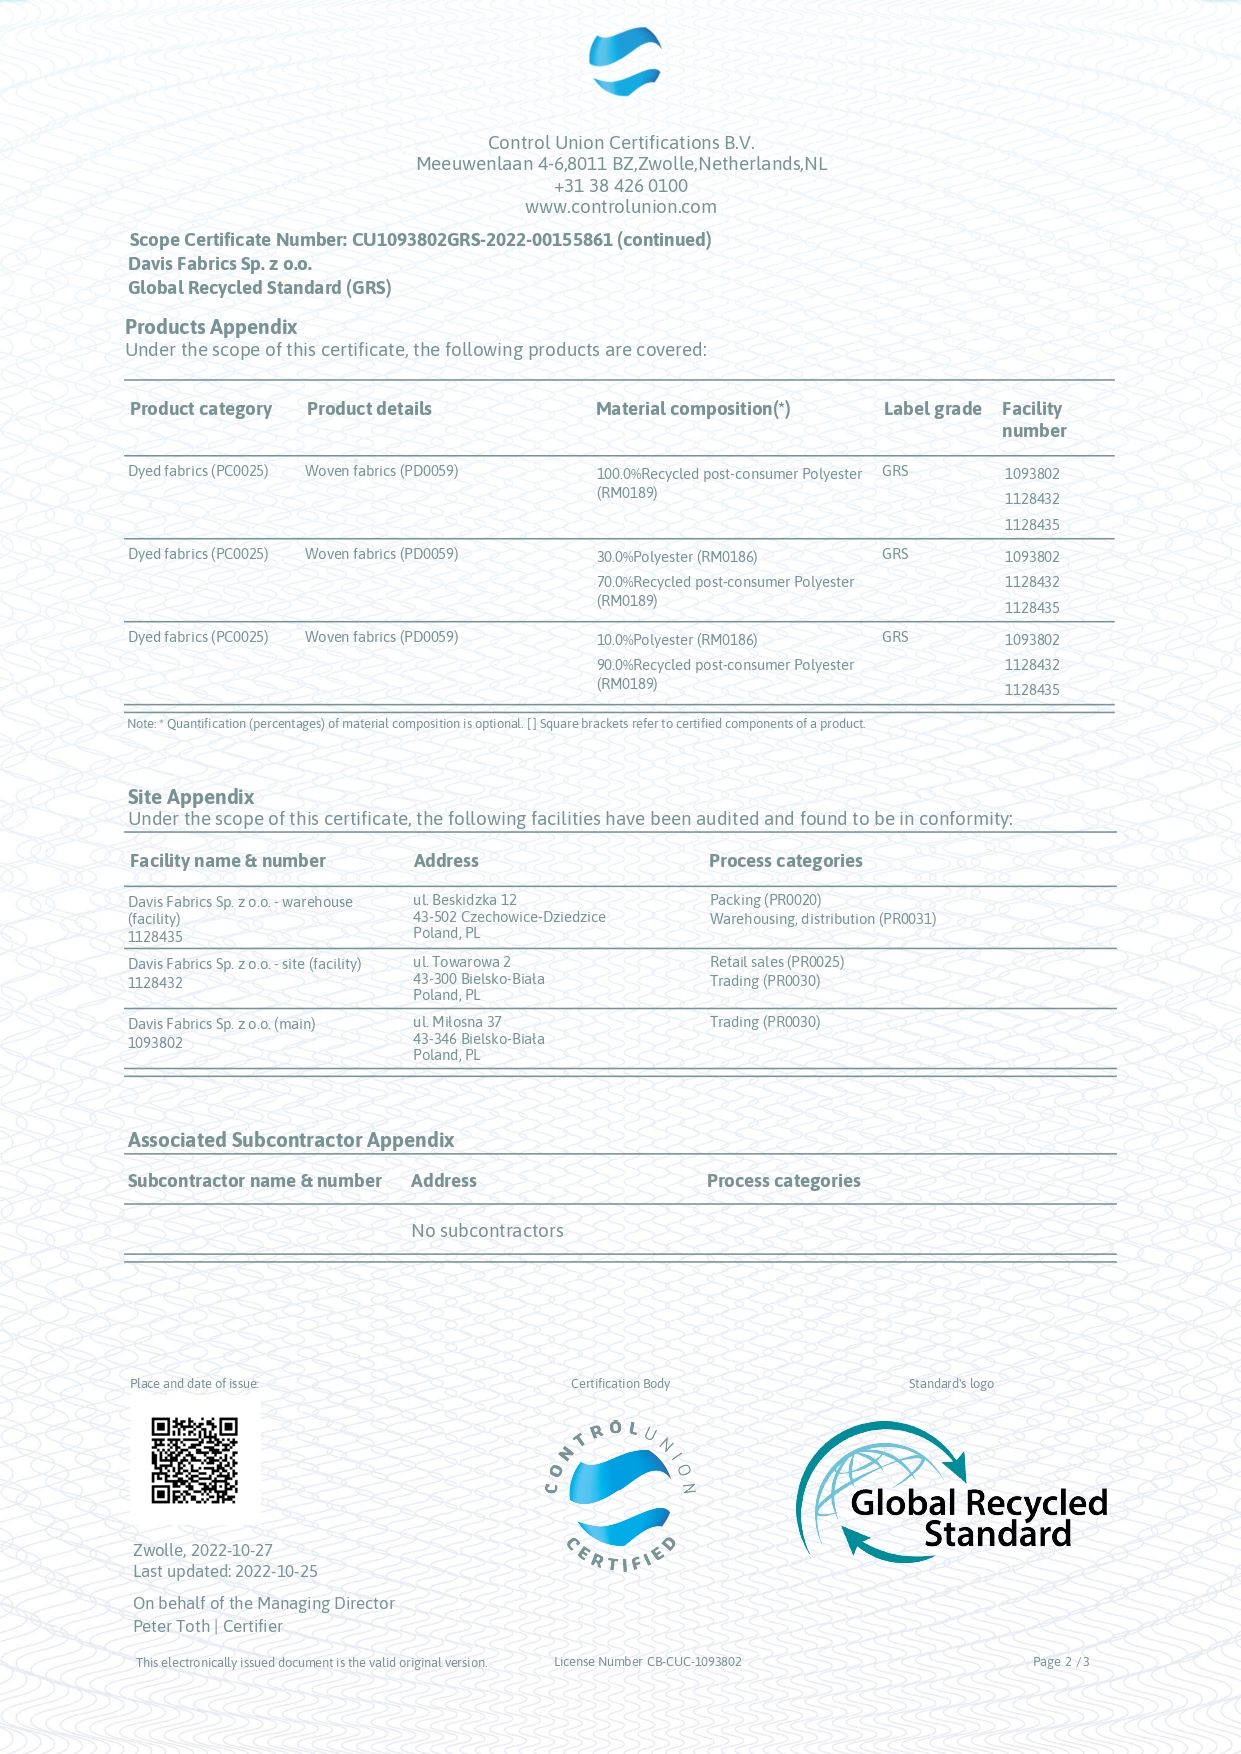 Control Union Certifications B.V.
Meeuwenlaan 4-6,8011 BZ,Zwolle,Netherlands,NL
+31 38 426 0100
www.controlunion.com
Scope Certificate Number: CU1093802GRS-2022-00155861 (continued)
Davis Fabrics Sp. z o.o.
Global Recycled Standard (GRS)
Products Appendix
Under the scope of this certificate, the following products are covered:
Product category Product details Material composition(*) Label grade Facility
number
Dyed fabrics (PC0025) Woven fabrics (PD0059) 100.0%Recycled post-consumer Polyester GRS 1093802
(RM0189) 1128432
1128435
Dyed fabrics (PC0025) Woven fabrics (PD0059) 30.0%Polyester (RM0186) GRS 1093802
70.0%Recycled post-consumer Polyester 1128432
(RM0189) 1128435
Dyed fabrics (PC0025) Woven fabrics (PD0059) 10.0%Polyester (RM0186) GRS 1093802
90.0%Recycled post-consumer Polyester 1128432
(RM0189) 1128435
Note: * Quantification (percentages) of material composition is optional. [ ] Square brackets refer to certified components of a product.
Site Appendix
Under the scope of this certificate, the following facilities have been audited and found to be in conformity:
Facility name & number Address Process categories
Davis Fabrics Sp. z o.o. - warehouse ul. Beskidzka 12 Packing (PR0020)
(facility) 43-502 Czechowice-Dziedzice Warehousing, distribution (PR0031)
1128435 Poland, PL
Davis Fabrics Sp. z o.o. - site (facility) ul. Towarowa 2 Retail sales (PR0025)
1128432 43-300 Bielsko-Biała Trading (PR0030)
Poland, PL
Davis Fabrics Sp. z o.o. (main) ul. Miłosna 37 Trading (PR0030)
1093802 43-346 Bielsko-Biała
Poland, PL
Associated Subcontractor Appendix
Subcontractor name & number Address Process categories
No subcontractors
Place and date of issue: Certification Body Standard's logo
CONTROLUNION
CERTIFIED
Global Recycled
Standard
Zwolle, 2022-10-27
Last updated: 2022-10-25
On behalf of the Managing Director
Peter Toth | Certifier
This electronically issued document is the valid original version. License Number CB-CUC-1093802 Page 2 / 3